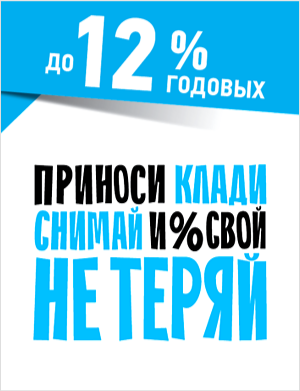 до 12% годовых
ПРИНОСИ КЛАДИ
СНИМАЙ И % СВОЙ
НЕ ТЕРЯЙ